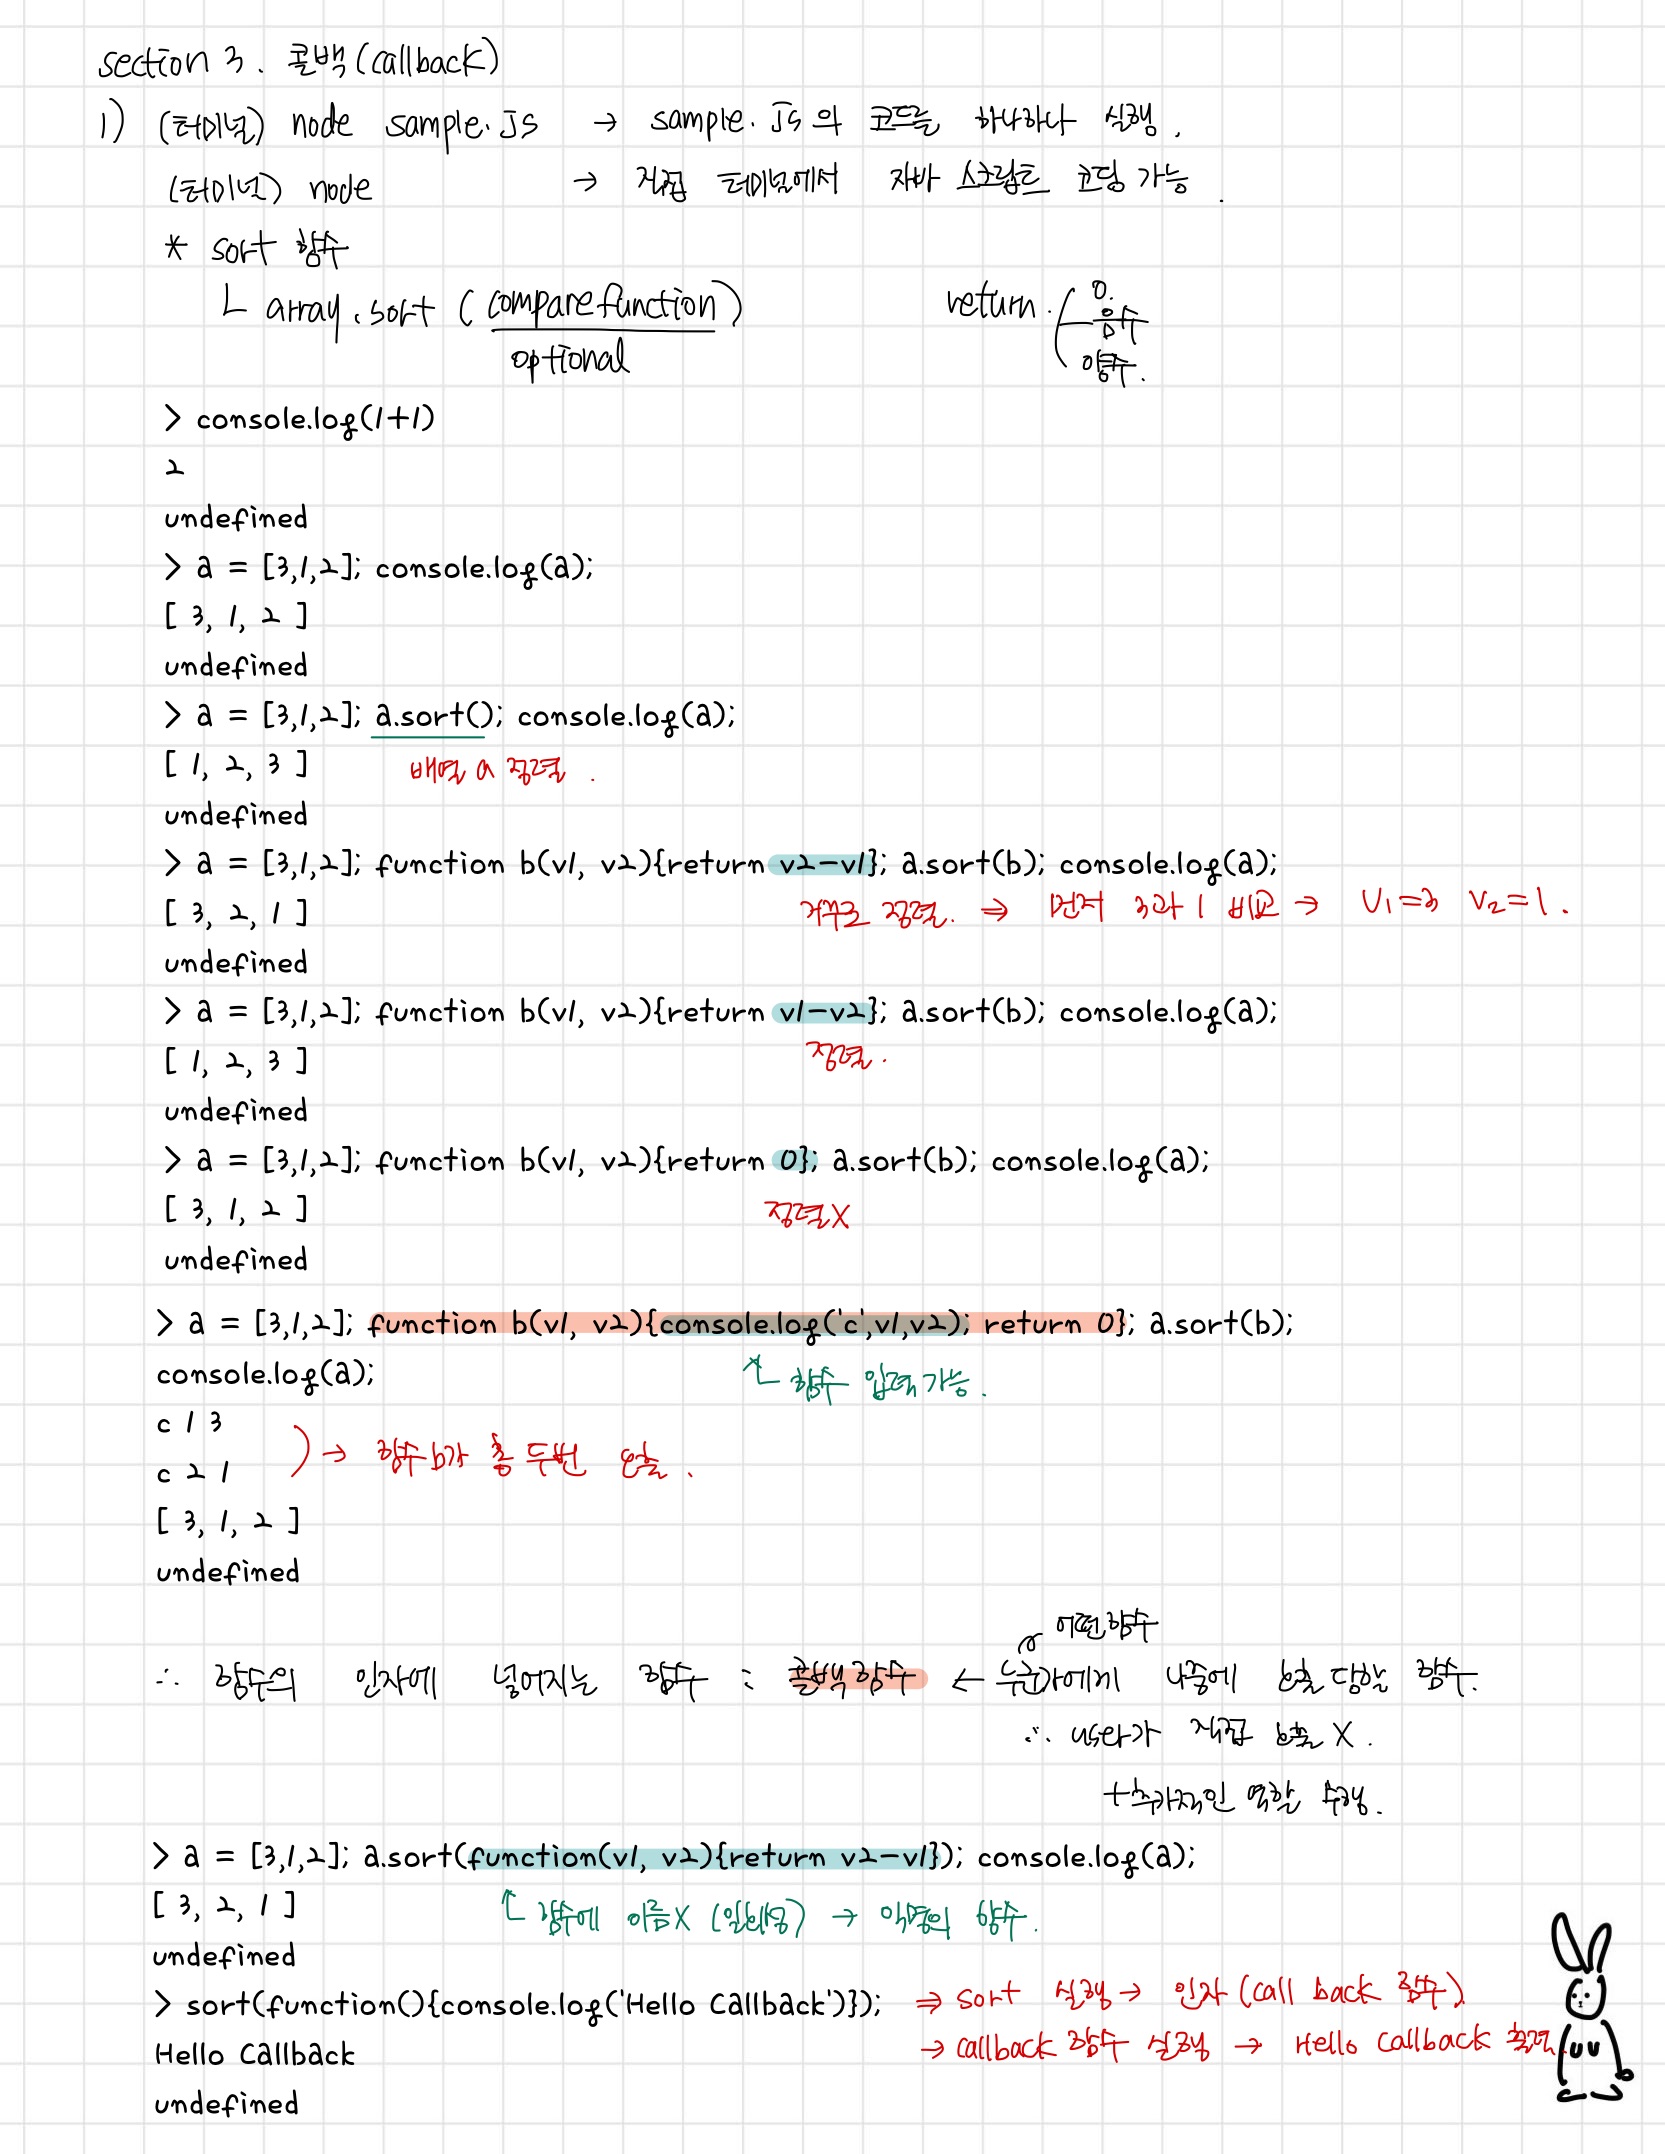 section 3. 콜백 (callback)
1) (터미널) node sample.js → sample.js의 코드를 하나하나 실행.
(터미널) node → 직접 터미널에서 자바 스크립트 코딩 가능.
* sort 함수
└ array.sort (comparefunction) return. 0.
음수
optional 양수.
> console.log(1+1)
2
undefined
> a = [3,1,2]; console.log(a);
[ 3, 1, 2 ]
undefined
> a = [3,1,2]; a.sort(); console.log(a);
[ 1, 2, 3 ] 배열 a 정렬.
undefined
> a = [3,1,2]; function b(v1, v2){return v2-v1}; a.sort(b); console.log(a);
[ 3, 2, 1 ] 거꾸로 정렬. ⇒ 먼저 3과 1 비교 → V1=3 V2=1.
undefined
> a = [3,1,2]; function b(v1, v2){return v1-v2}; a.sort(b); console.log(a);
[ 1, 2, 3 ] 정렬.
undefined
> a = [3,1,2]; function b(v1, v2){return 0}; a.sort(b); console.log(a);
[ 3, 1, 2 ] 정렬X
undefined
> a = [3,1,2]; function b(v1, v2){console.log('c',v1,v2); return 0}; a.sort(b);
console.log(a); 함수 입력 가능.
c 1 3
c 2 1 → 함수b가 총 두번 호출.
[ 3, 1, 2 ]
undefined
어떤함수
∴ 함수의 인자에 넣어지는 함수 : 콜백함수 ← 누군가에게 나중에 호출 당할 함수.
∴ user가 직접 호출 X.
+추가적인 역할 수행.
> a = [3,1,2]; a.sort(function(v1, v2){return v2-v1}); console.log(a);
[ 3, 2, 1 ] 함수에 이름X (일회용) → 익명의 함수.
undefined
> sort(function(){console.log('Hello Callback')}); ⇒ sort 실행 → 인자 (call back 함수)
Hello Callback → callback 함수 실행 → Hello Callback 출력.
undefined